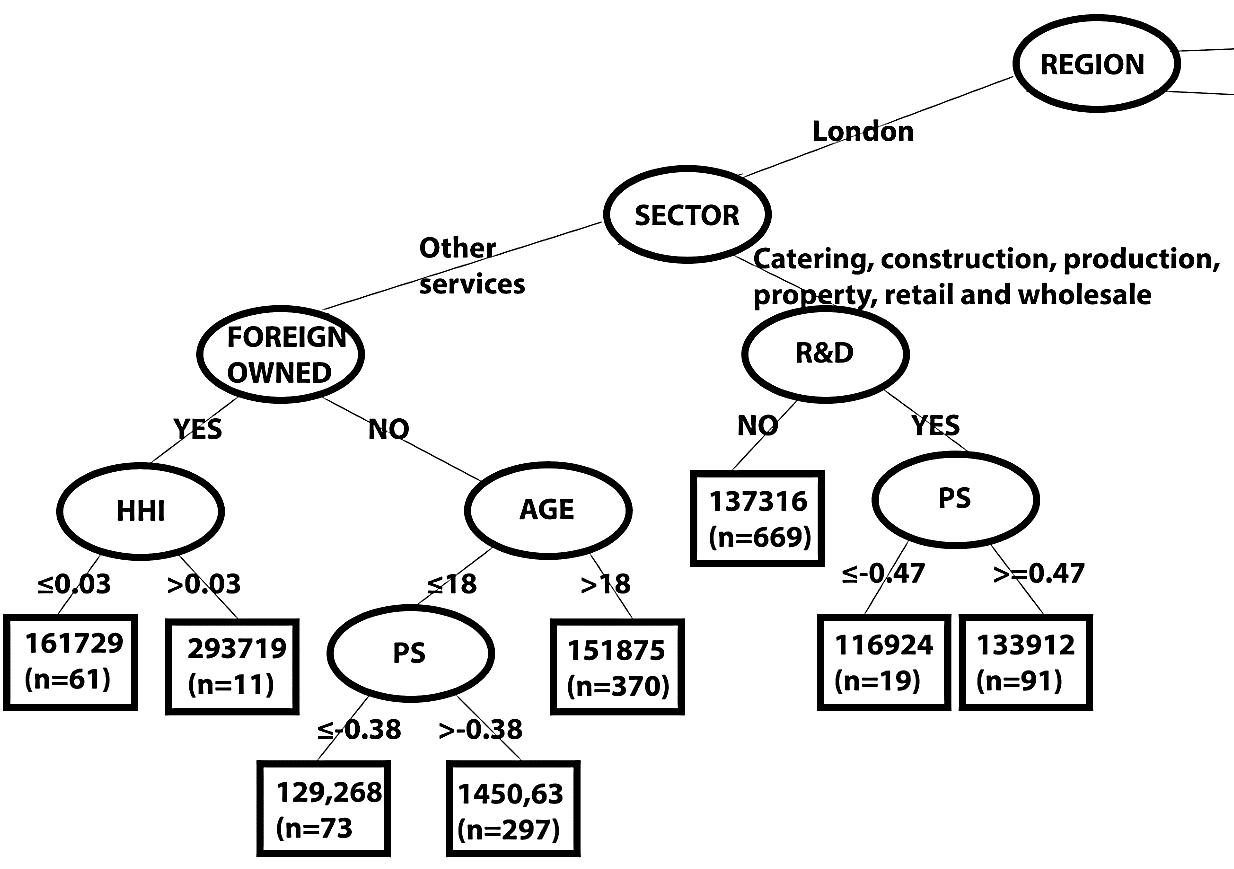 REGION
London
SECTOR
Other
services
Catering, construction, production,
property, retail and wholesale
FOREIGN
OWNED
R&D
YES
NO
NO
YES
HHI
AGE
137316
(n=669)
PS
≤0.03
>0.03
≤18
>18
≤-0.47
>=0.47
161729
(n=61)
293719
(n=11)
PS
151875
(n=370)
116924
(n=19)
133912
(n=91)
≤-0.38
>-0.38
129,268
(n=73
1450,63
(n=297)